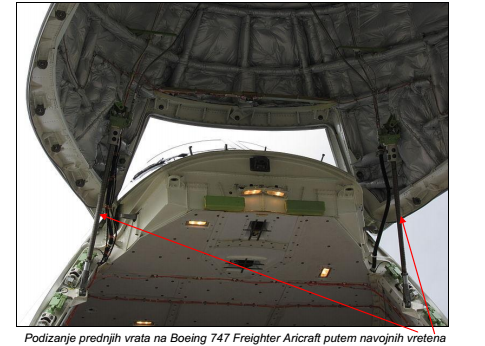 Podizanje prednjih vrata na Boeing 747 Freighter Aricraft putem navojnih vretena